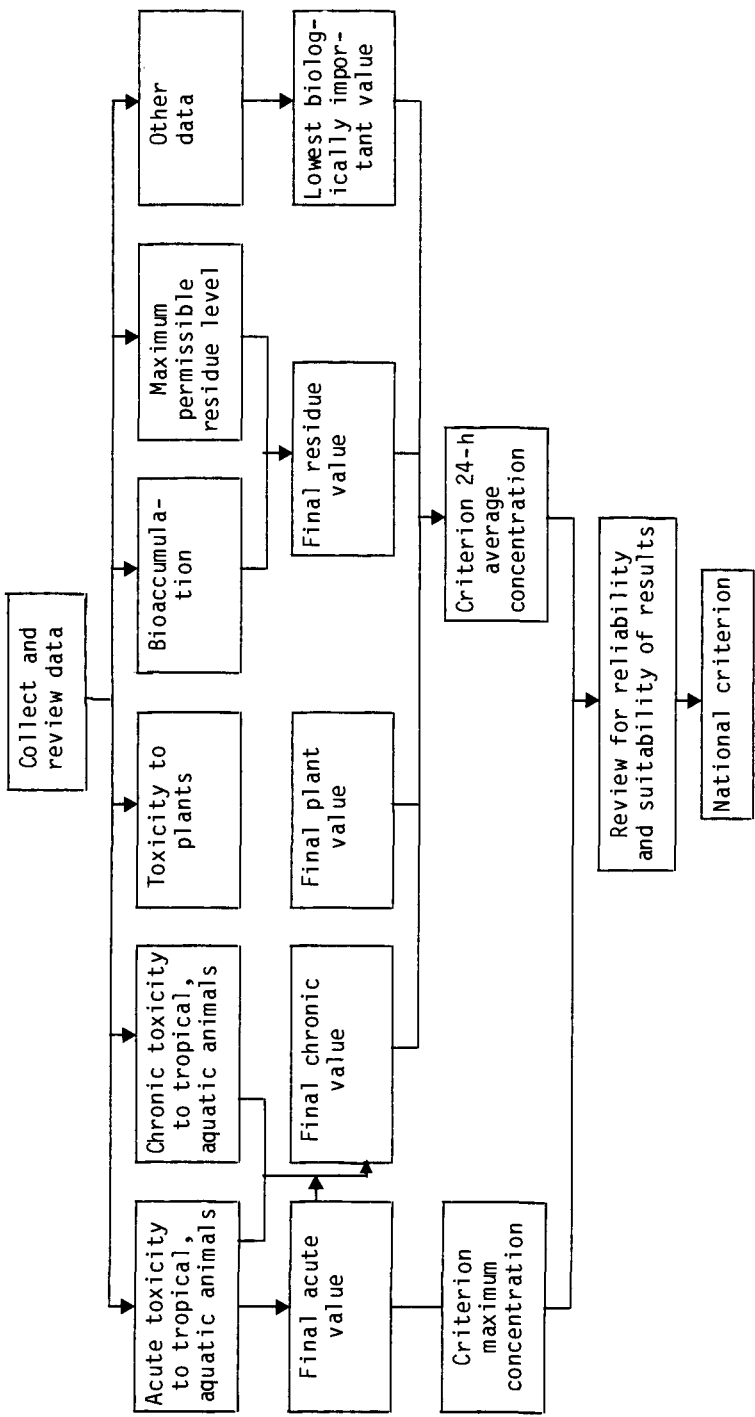 Collect and
review data
Acute toxicity
to tropical,
aquatic animals
Chronic toxicity
to tropical,
aquatic animals
Toxicity to
plants
Bioaccumula-
tion
Maximum
permissible
residue level
Other
data
Final acute
value
Final chronic
value
Final plant
value
Final residue
value
Lowest biolog-
ically impor-
tant value
Criterion
maximum
concentration
Criterion 24-h
average
concentration
Review for reliability
and suitability of results
National criterion